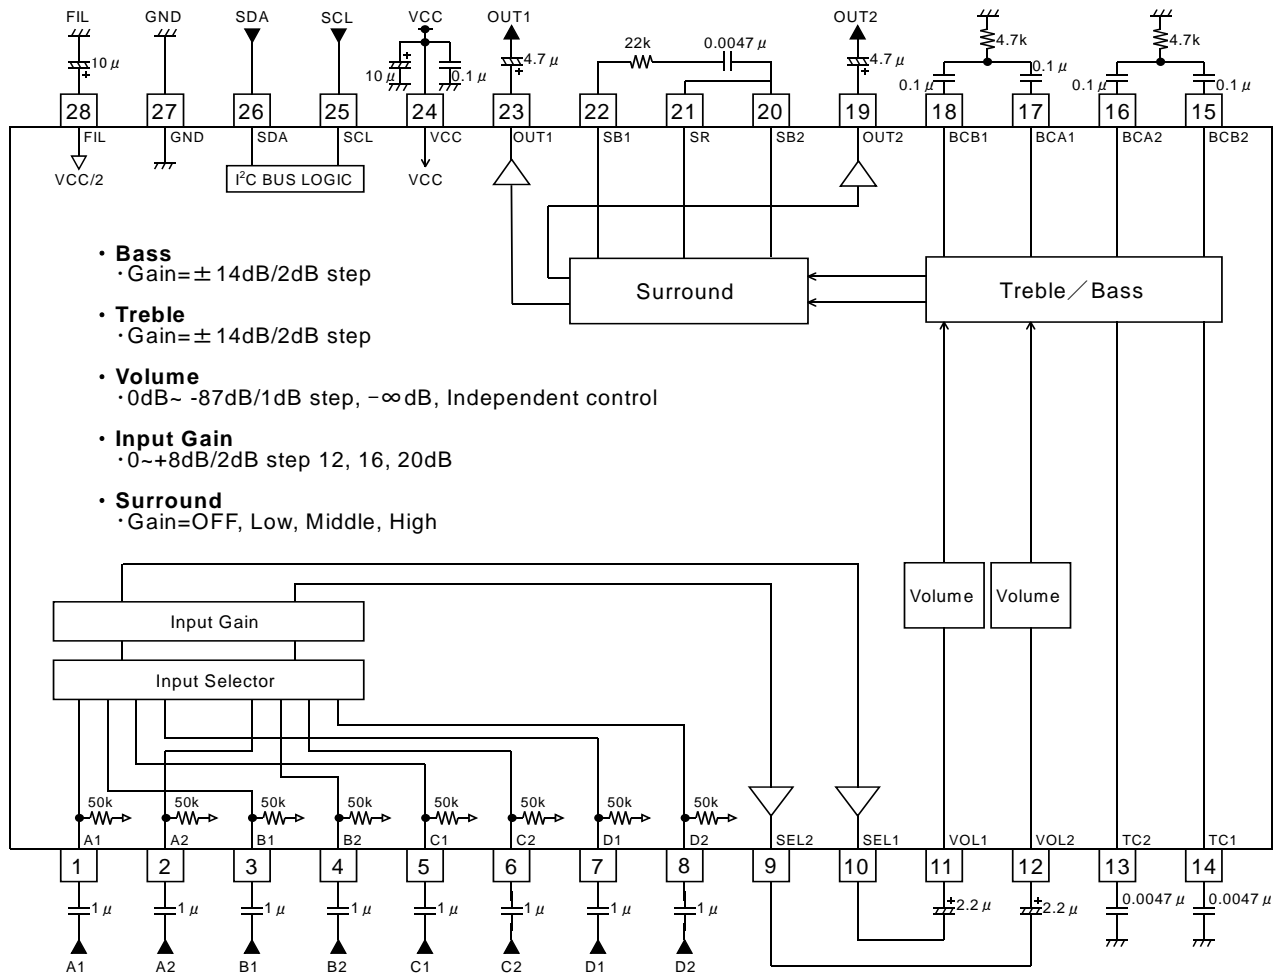 FIL GND SDA SCL VCC OUT1 OUT2
10μ 10μ 0.1μ 4.7μ 22k 0.0047μ 4.7μ 4.7k 4.7k
0.1μ 0.1μ 0.1μ 0.1μ
28 27 26 25 24 23 22 21 20 19 18 17 16 15
FIL GND SDA SCL VCC OUT1 SB1 SR SB2 OUT2 BCB1 BCA1 BCA2 BCB2
VCC/2 I²C BUS LOGIC VCC
・Bass
・Gain=±14dB/2dB step
Surround Treble／Bass
・Treble
・Gain=±14dB/2dB step
・Volume
・0dB~ -87dB/1dB step, −∞dB, Independent control
・Input Gain
・0~+8dB/2dB step 12, 16, 20dB
・Surround
・Gain=OFF, Low, Middle, High
Volume Volume
Input Gain
Input Selector
50k 50k 50k 50k 50k 50k 50k 50k
A1 A2 B1 B2 C1 C2 D1 D2 SEL2 SEL1 VOL1 VOL2 TC2 TC1
1 2 3 4 5 6 7 8 9 10 11 12 13 14
1μ 1μ 1μ 1μ 1μ 1μ 1μ 1μ 2.2μ 2.2μ 0.0047μ 0.0047μ
A1 A2 B1 B2 C1 C2 D1 D2